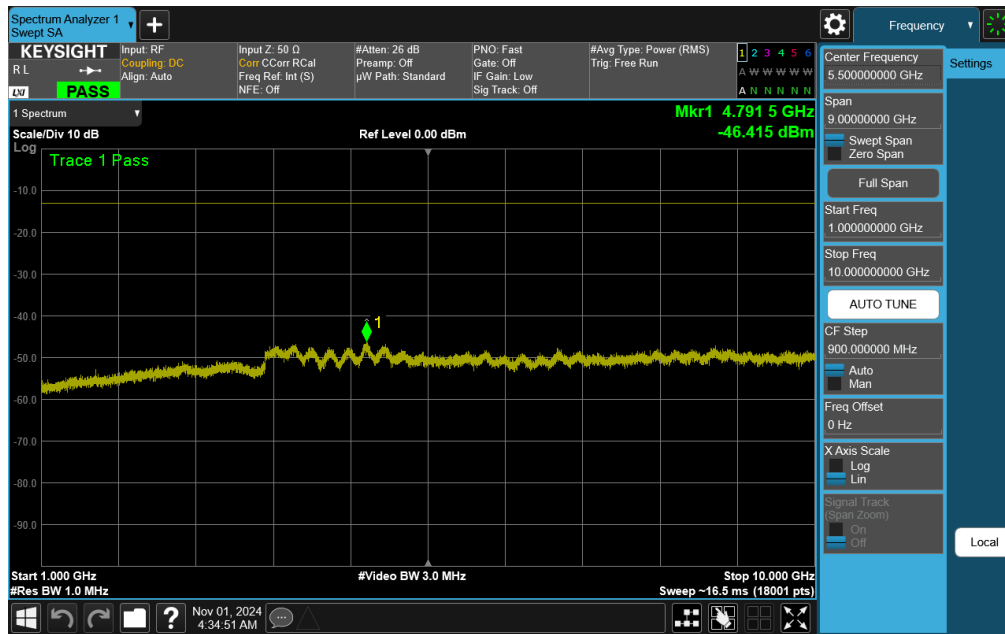 Spectrum Analyzer 1
Swept SA
KEYSIGHT
R L
LXI
PASS
Input: RF
Coupling: DC
Align: Auto
Input Z: 50 Ω
Corr CCorr RCal
Freq Ref: Int (S)
NFE: Off
#Atten: 26 dB
Preamp: Off
µW Path: Standard
PNO: Fast
Gate: Off
IF Gain: Low
Sig Track: Off
#Avg Type: Power (RMS)
Trig: Free Run
1 2 3 4 5 6
A W W W W W
A N N N N N
1 Spectrum
Scale/Div 10 dB
Log
Ref Level 0.00 dBm
Mkr1 4.791 5 GHz
-46.415 dBm
Trace 1 Pass
1
-10.0
-20.0
-30.0
-40.0
-50.0
-60.0
-70.0
-80.0
-90.0
Start 1.000 GHz
#Res BW 1.0 MHz
#Video BW 3.0 MHz
Stop 10.000 GHz
Sweep ~16.5 ms (18001 pts)
Nov 01, 2024
4:34:51 AM
Frequency
Center Frequency
5.500000000 GHz
Span
9.00000000 GHz
Swept Span
Zero Span
Full Span
Start Freq
1.000000000 GHz
Stop Freq
10.000000000 GHz
AUTO TUNE
CF Step
900.000000 MHz
Auto
Man
Freq Offset
0 Hz
X Axis Scale
Log
Lin
Signal Track
(Span Zoom)
On
Off
Settings
Local